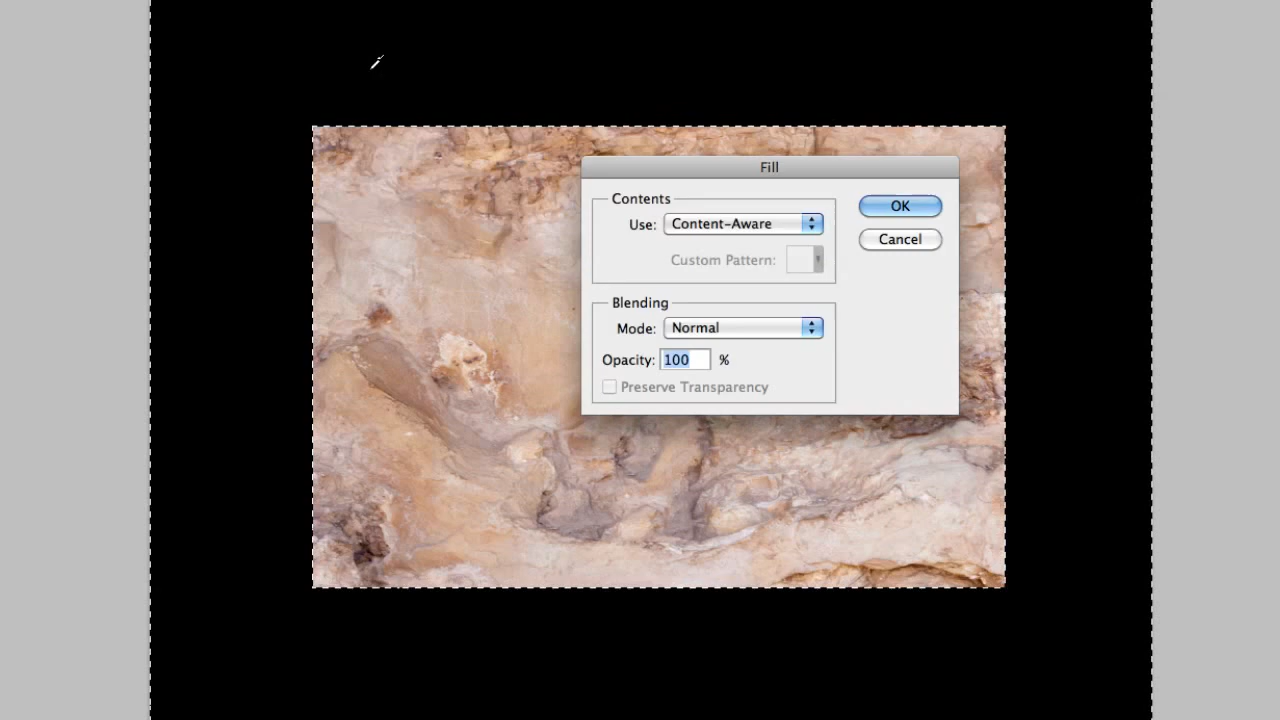 Fill
Contents
OK
Use: Content-Aware
Cancel
Custom Pattern:
Blending
Mode: Normal
Opacity: 100 %
Preserve Transparency